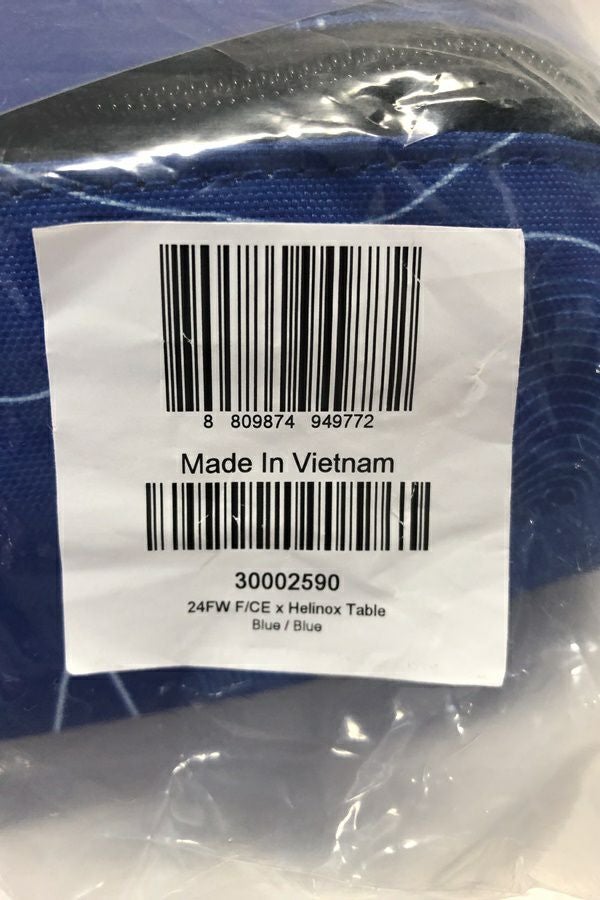 8 809874 949772
Made In Vietnam
30002590
24FW F/CE x Helinox Table
Blue / Blue